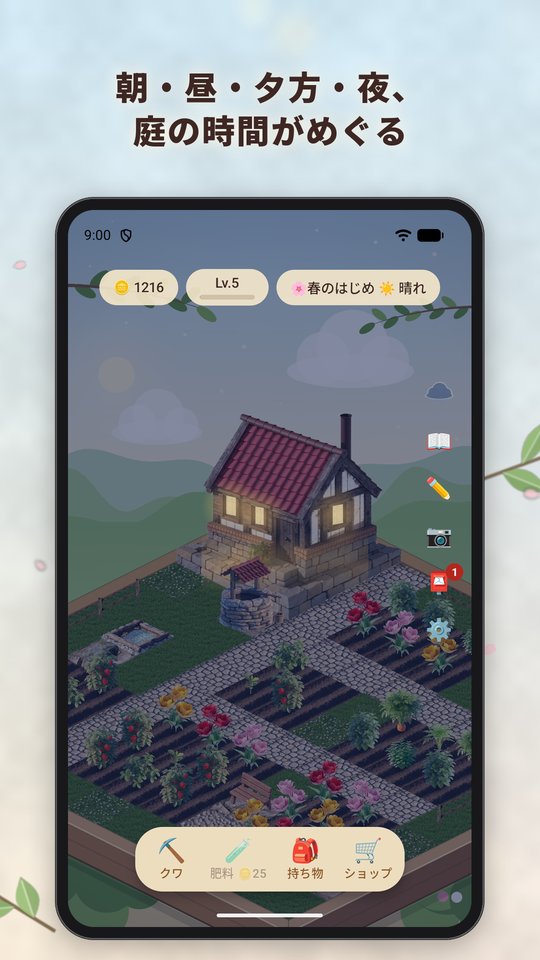 朝・昼・夕方・夜、
庭の時間がめぐる
9:00
1216
Lv.5
春のはじめ 晴れ
1
クワ
肥料 25
持ち物
ショップ